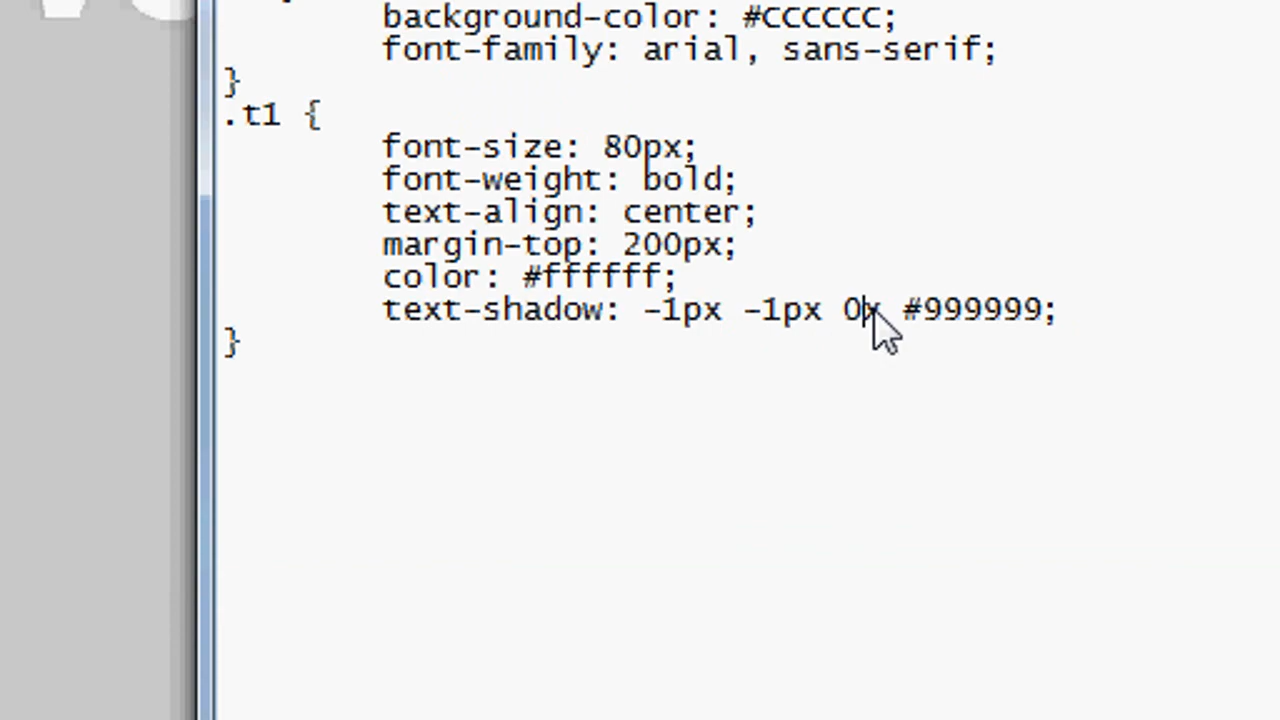 background-color: #CCCCCC;
font-family: arial, sans-serif;
}
.t1 {
font-size: 80px;
font-weight: bold;
text-align: center;
margin-top: 200px;
color: #ffffff;
text-shadow: -1px -1px 0x #999999;
}